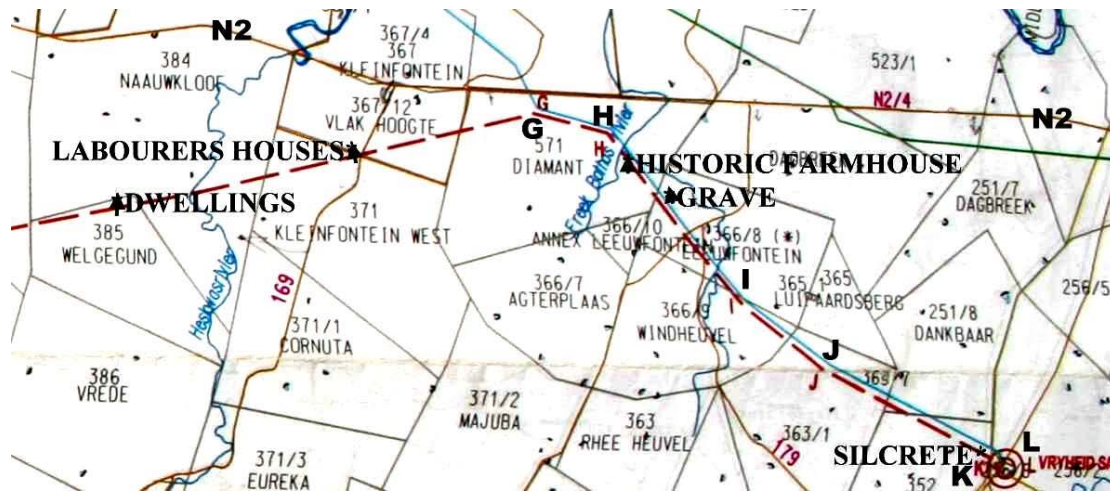 N2
384
NAAUWKLOOF
367/4
367
KLEINFONTEIN
367/12
VLAK HOOGTE
523/1
N2/4
N2
G
G
H
H
571
DIAMANT
LABOURERS HOUSES
HISTORIC FARMHOUSE
DAGBREEK
GRAVE
DWELLINGS
251/7
DAGBREEK
385
WELGEGUND
371
KLEINFONTEIN WEST
366/10
ANNEX LEEUWFONTEIN
366/8 (*)
LEEUWFONTEIN
169
366/7
AGTERPLAAS
I
I
365/1
365
LUIPAARDSBERG
256/5
366/9
WINDHEUVEL
251/8
DANKBAAR
371/1
CORNUTA
J
J
369/7
386
VREDE
371/2
MAJUBA
363
RHEE HEUVEL
363/1
179
SILCRETE
K
L
L
371/3
EUREKA
352